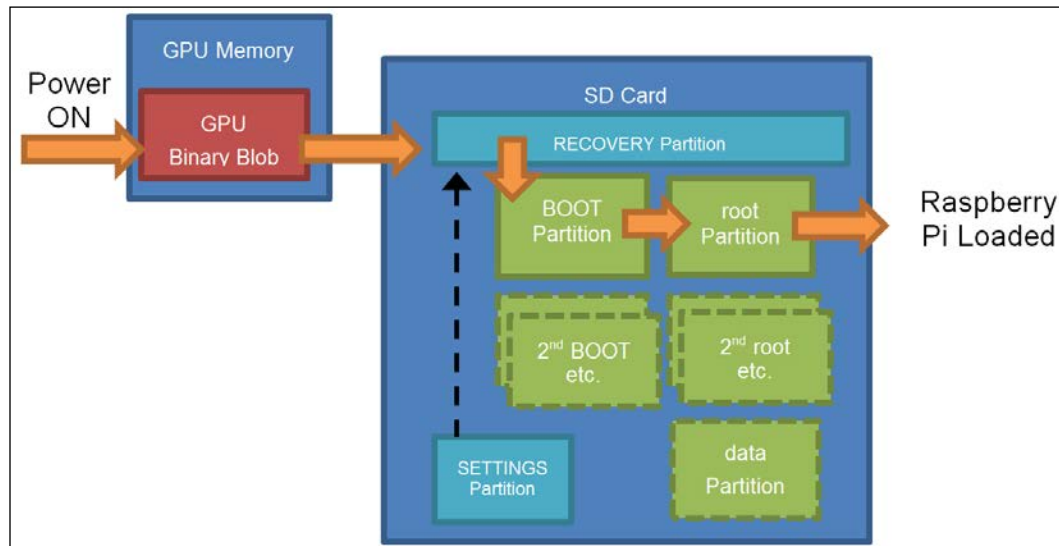 GPU Memory
Power
ON
GPU
Binary Blob
SD Card
RECOVERY Partition
BOOT
Partition
root
Partition
Raspberry
Pi Loaded
2nd BOOT
etc.
2nd root
etc.
SETTINGS
Partition
data
Partition